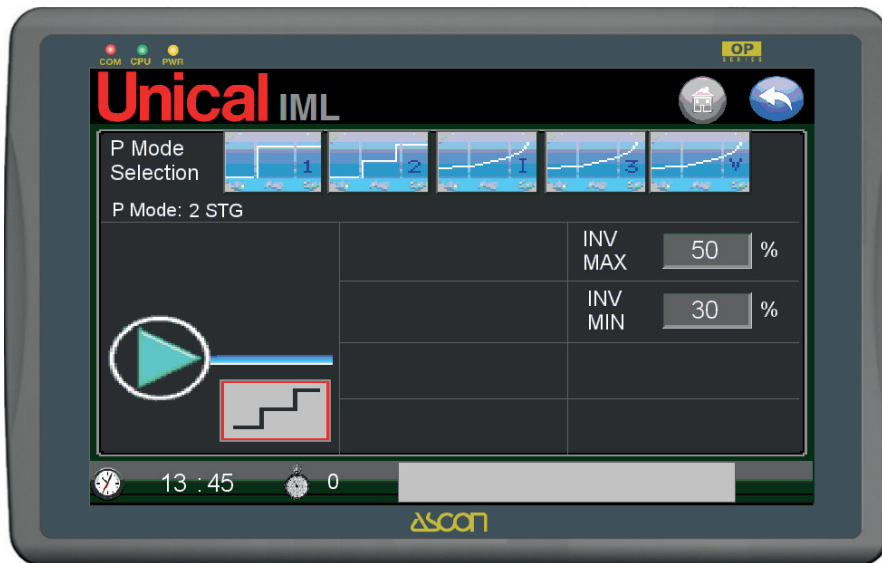 COM CPU PWR
OP
SERIES
Unical IML
P Mode
Selection
1
2
I
3
V
P Mode: 2 STG
INV
MAX
50 %
INV
MIN
30 %
13 : 45
0
ascon